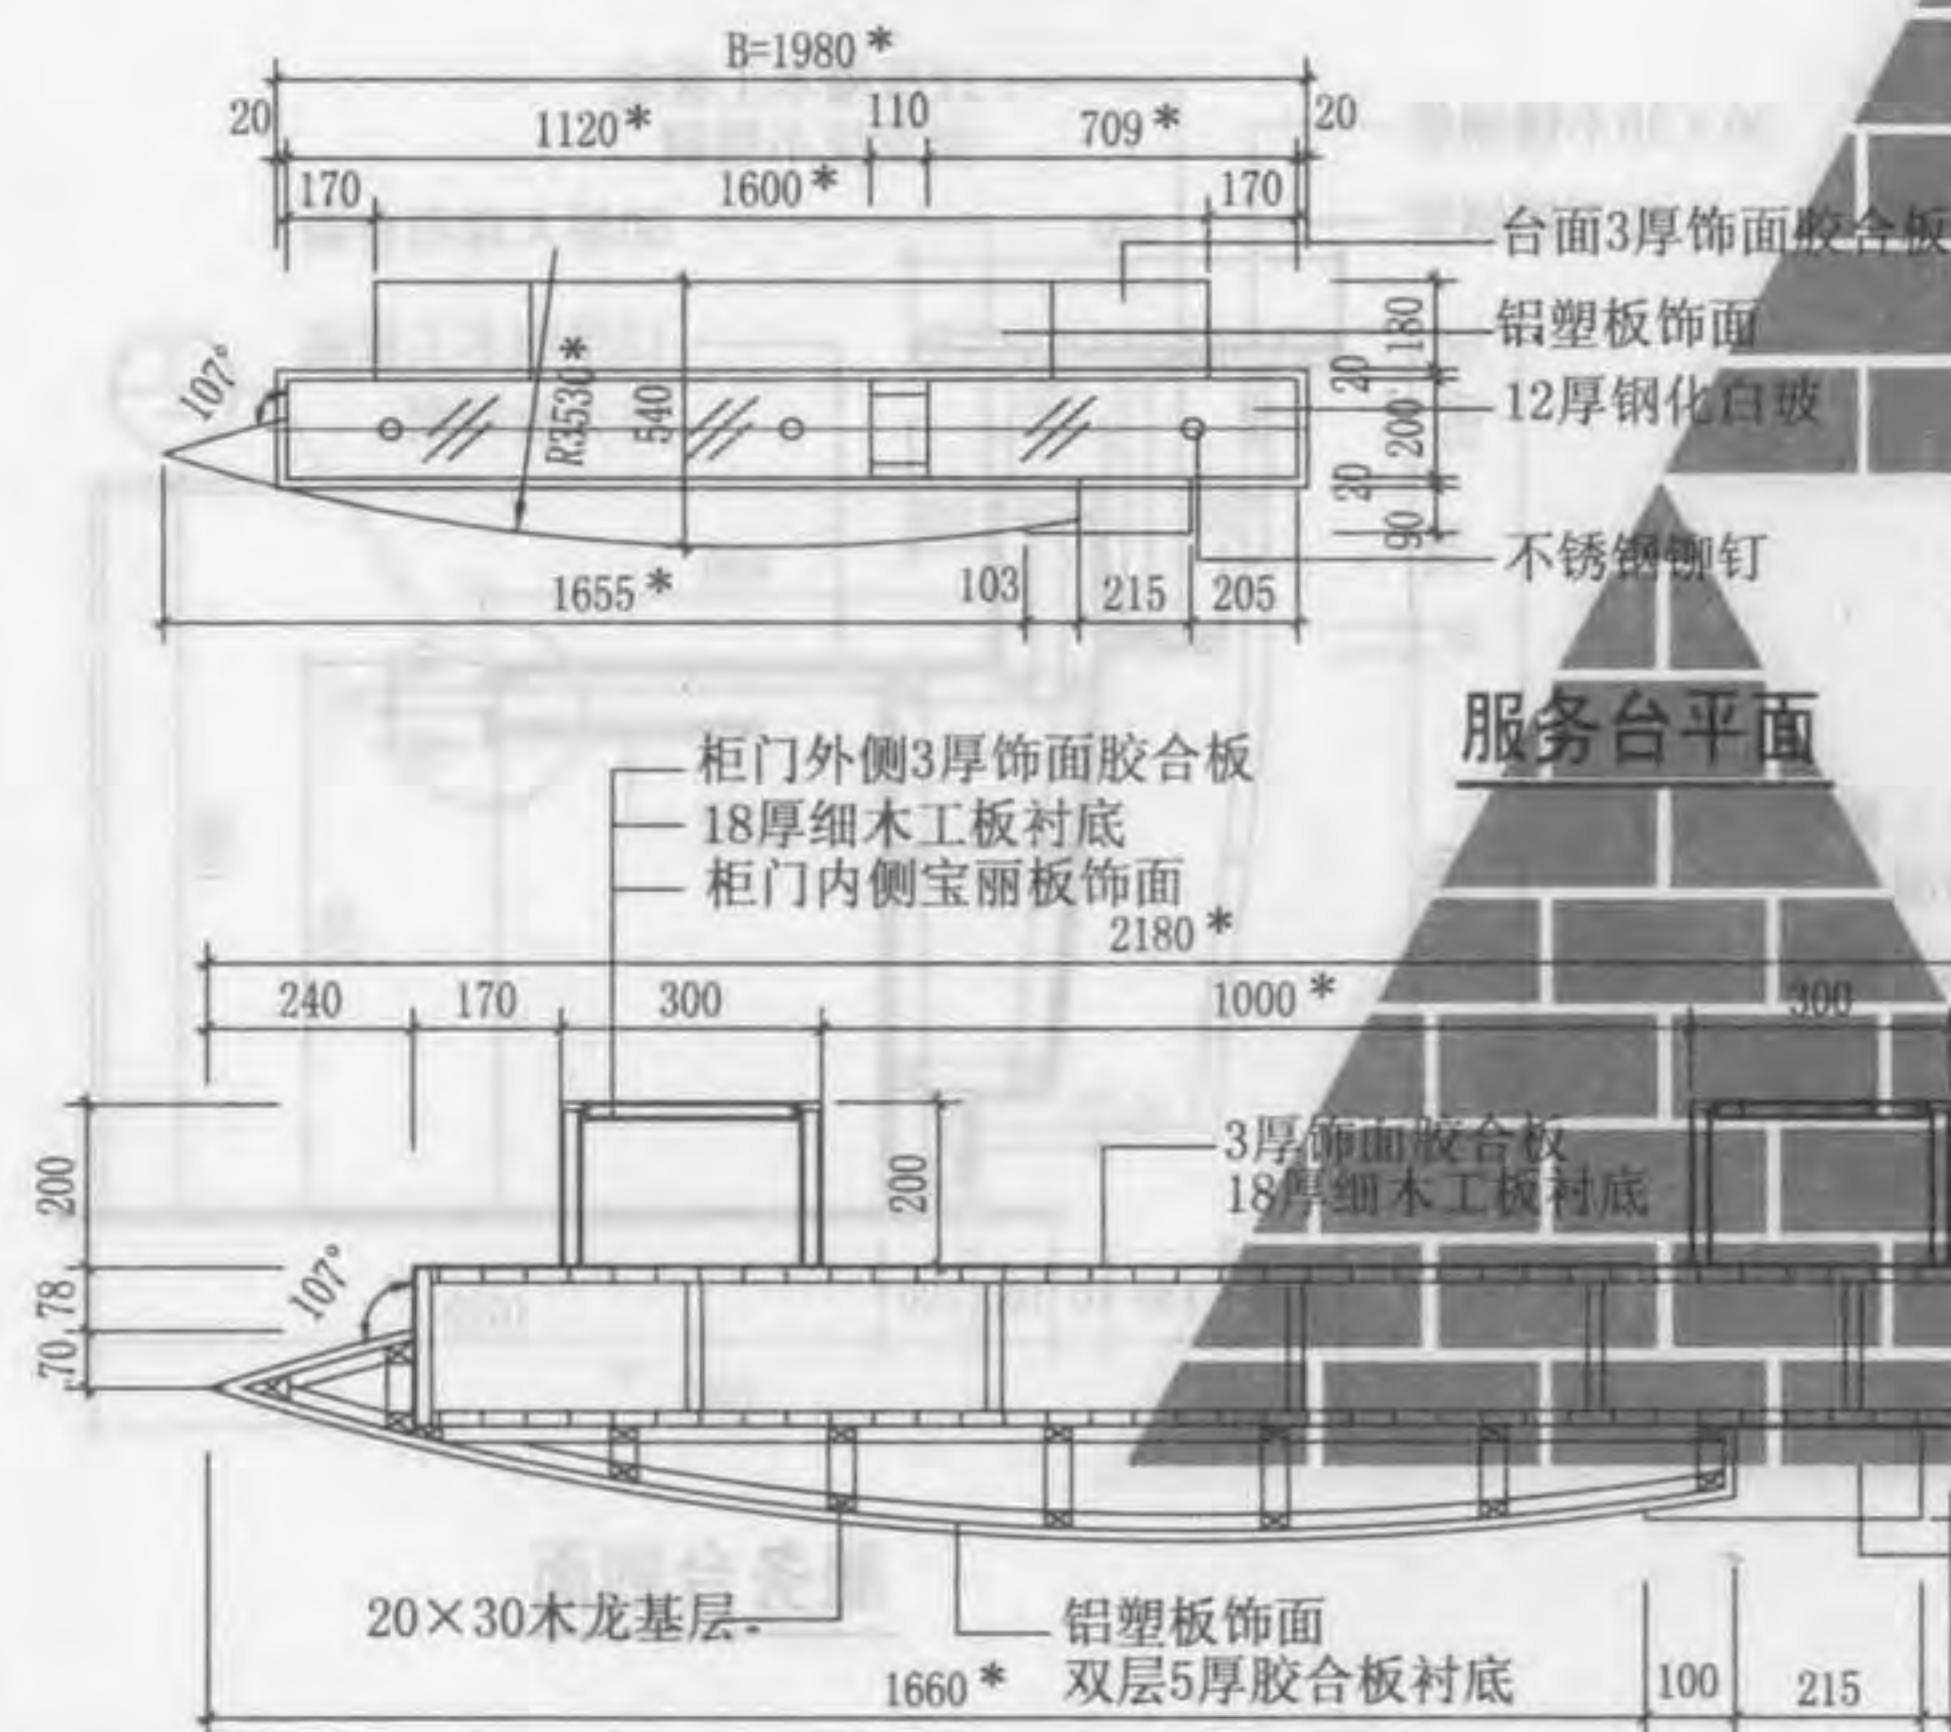 B=1980*
20
1120*
110
709*
20
170
1600*
170
台面3厚饰面胶合板
铝塑板饰面
12厚钢化白玻
不锈钢铆钉
107°
R3530*
540
180
20
200
20
90
1655*
103
215
205
服务台平面
柜门外侧3厚饰面胶合板
18厚细木工板衬底
柜门内侧宝丽板饰面
2180*
240
170
300
1000*
300
200
78
70
107°
200
3厚饰面胶合板
18厚细木工板衬底
20×30木龙基层
铝塑板饰面
双层5厚胶合板衬底
1660*
100
215